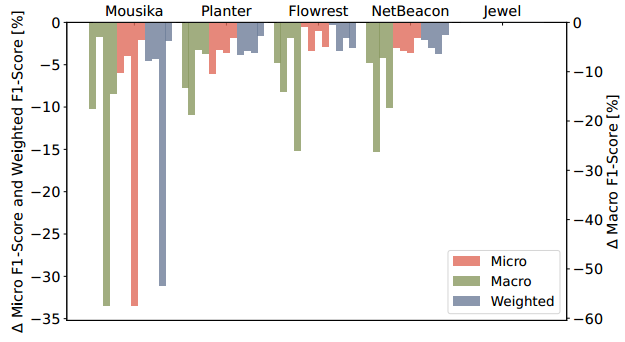 Mousika Planter Flowrest NetBeacon Jewel
Δ Micro F1-Score and Weighted F1-Score [%]
0
−5
−10
−15
−20
−25
−30
−35
0
−10
−20
−30
−40
−50
−60
Δ Macro F1-Score [%]
Micro
Macro
Weighted